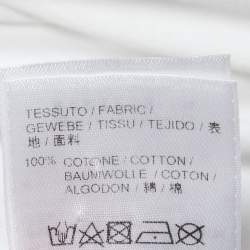 TESSUTO / FABRIC /
GEWEBE / TISSU / TEJIDO / 表
地 / 面料
100% COTONE / COTTON /
BAUMWOLLE / COTON /
ALGODON / 綿 / 棉